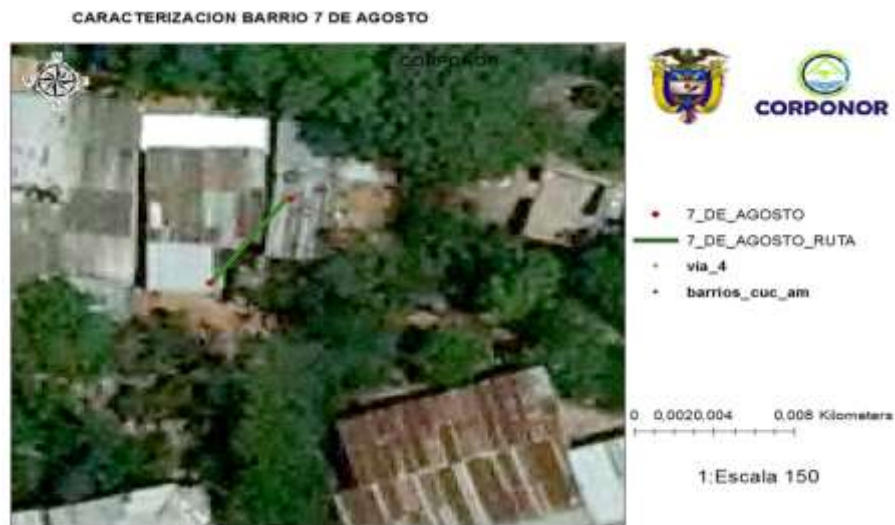 CARACTERIZACION BARRIO 7 DE AGOSTO
CORPONOR
CORPONOR
7_DE_AGOSTO
7_DE_AGOSTO_RUTA
via_4
barrios_cuc_am
0 0,0020,004 0,008 Kilometers
1:Escala 150